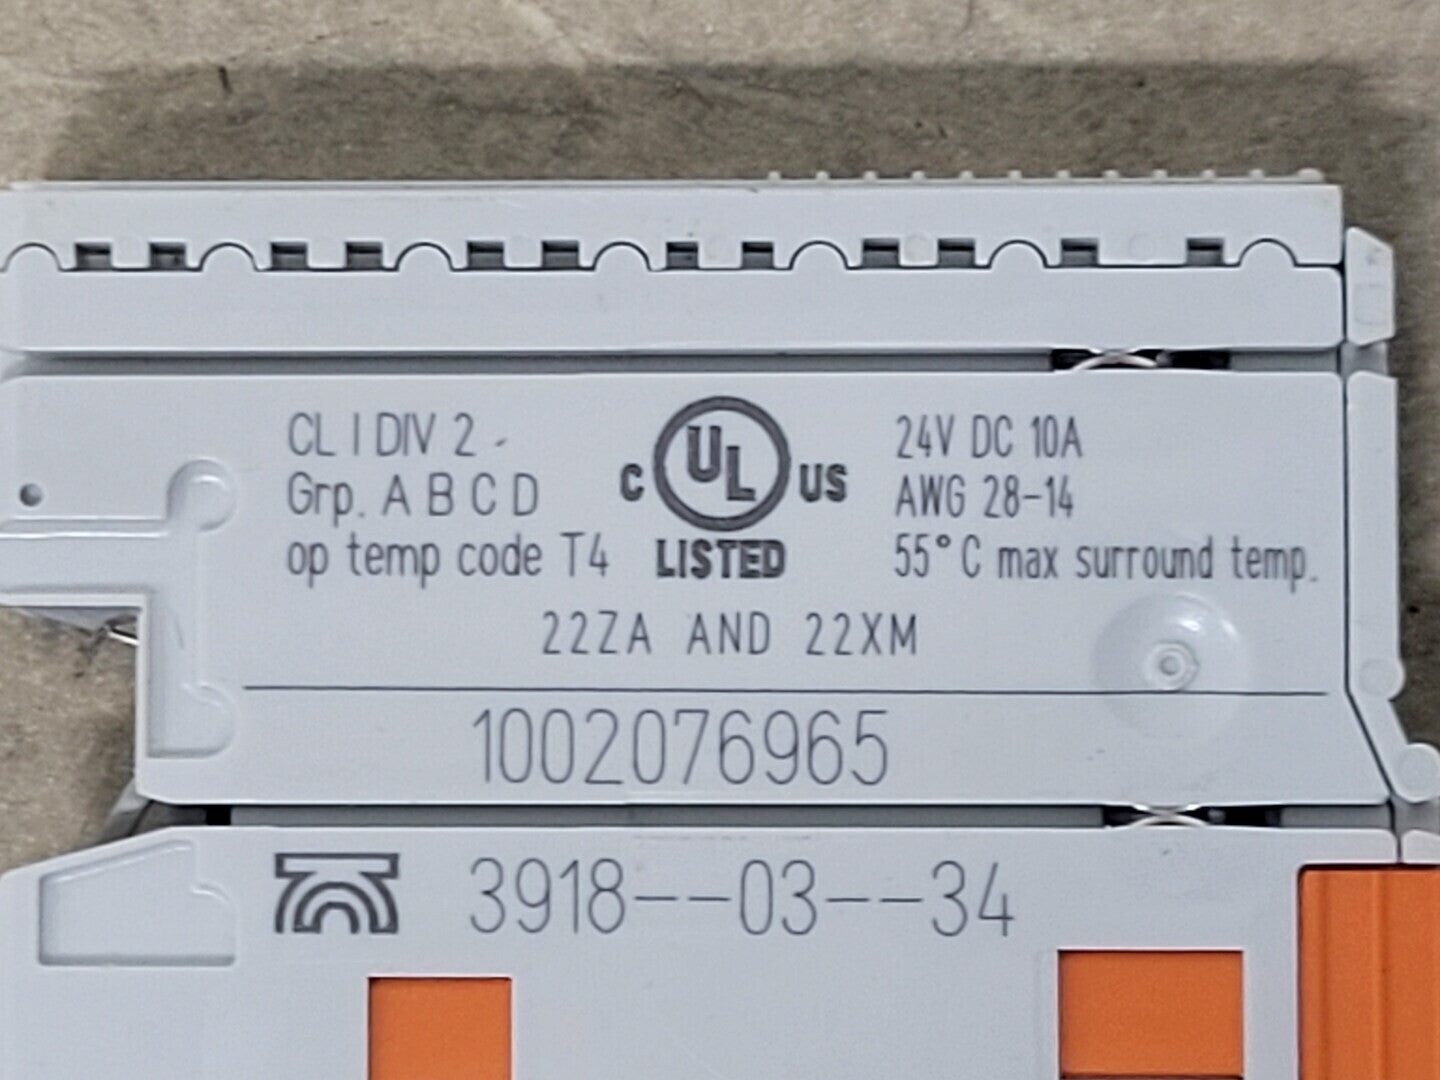 CL I DIV 2
Grp. A B C D
op temp code T4
C UL US
LISTED
24V DC 10A
AWG 28-14
55°C max surround temp.
22ZA AND 22XM
1002076965
3918--03--34